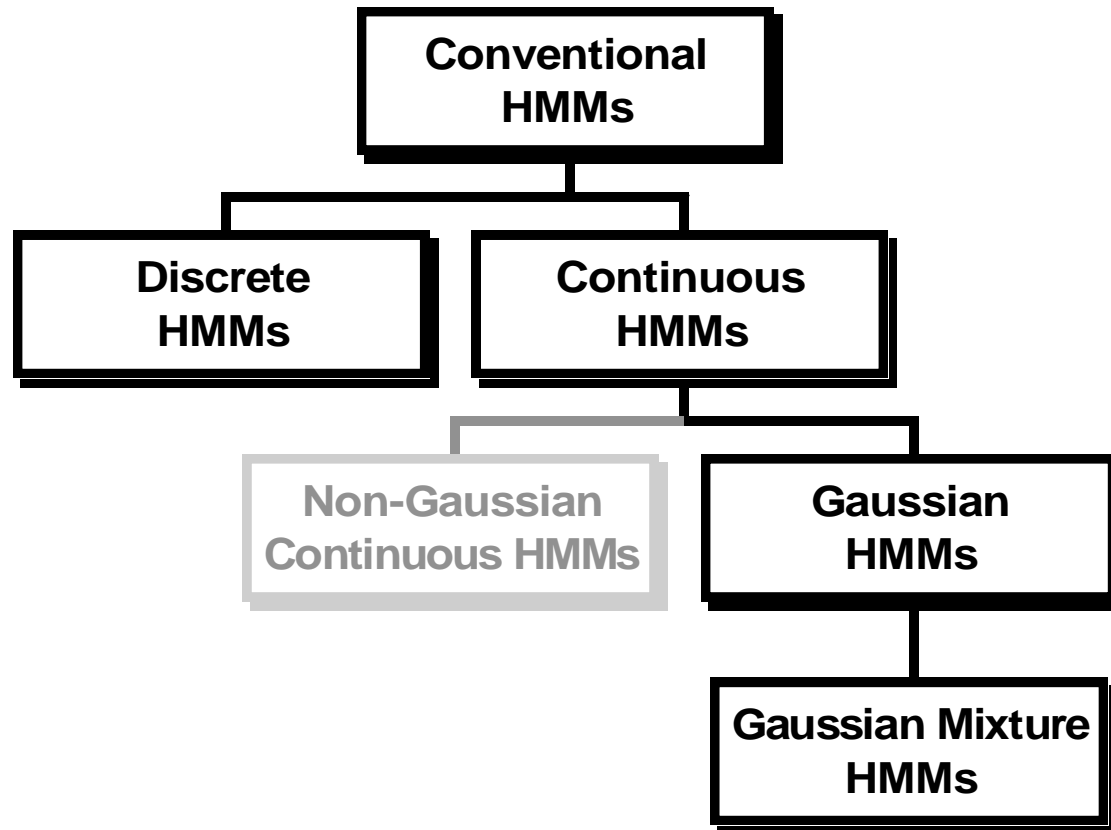 Conventional
HMMs
Discrete
HMMs
Continuous
HMMs
Non-Gaussian
Continuous HMMs
Gaussian
HMMs
Gaussian Mixture
HMMs